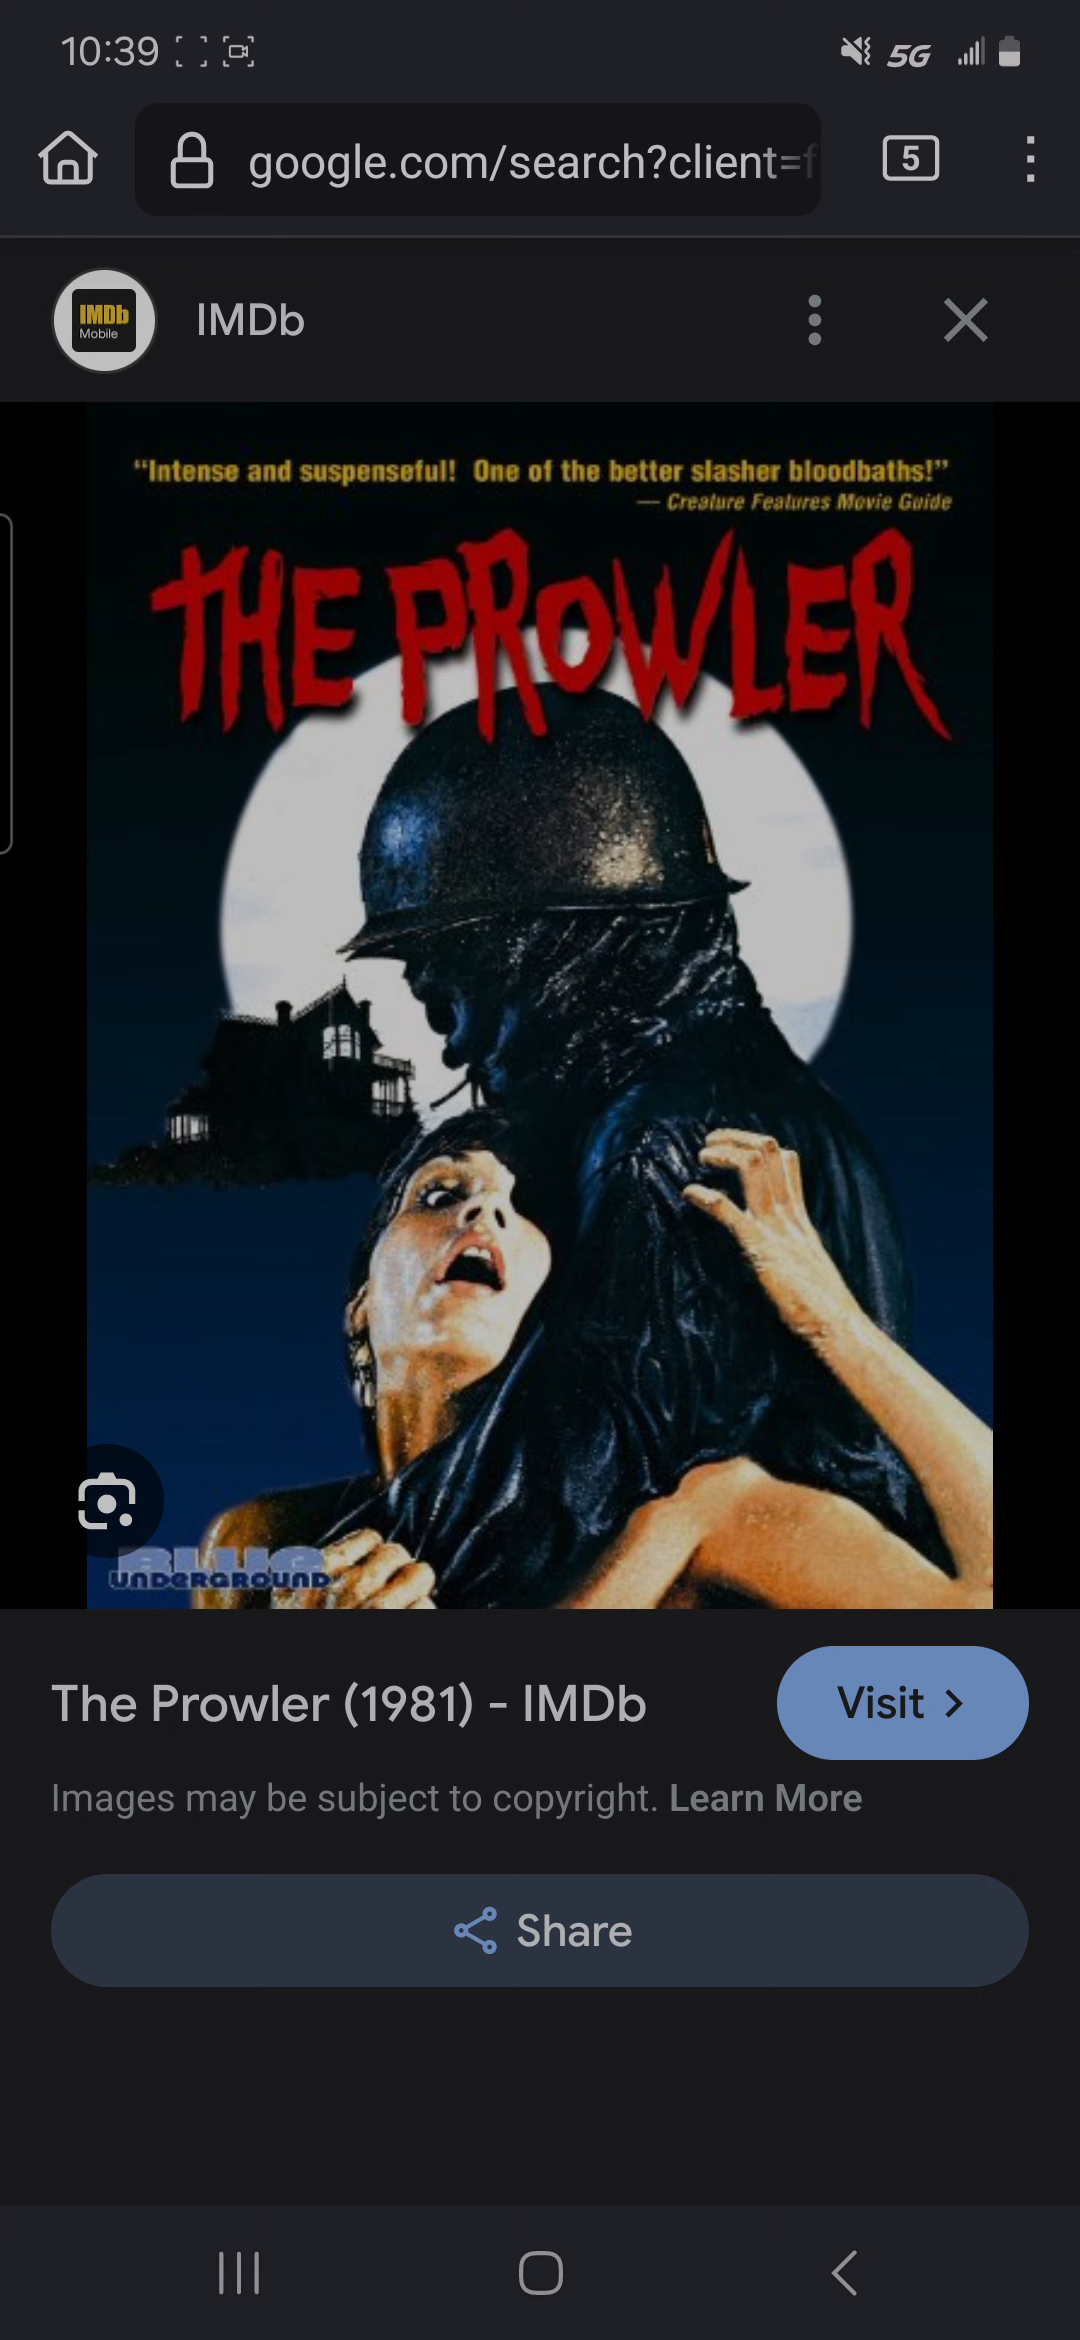 10:39
5G
google.com/search?client=f
5
IMDb
Mobile
IMDb
“Intense and suspenseful!  One of the better slasher bloodbaths!”
— Creature Features Movie Guide
THE PROWLER
BLUE
UNDERGROUND
The Prowler (1981) - IMDb
Visit
Images may be subject to copyright. Learn More
Share